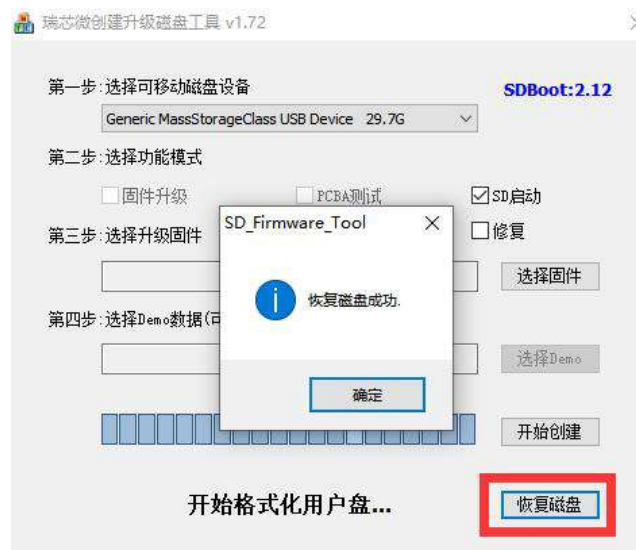 瑞芯微创建升级磁盘工具 v1.72
第一步:选择可移动磁盘设备
SDBoot:2.12
Generic MassStorageClass USB Device 29.7G
第二步:选择功能模式
固件升级
PCBA测试
SD启动
SD_Firmware_Tool
修复
第三步:选择升级固件
选择固件
恢复磁盘成功.
第四步:选择Demo数据(可
选择Demo
确定
开始创建
开始格式化用户盘...
恢复磁盘